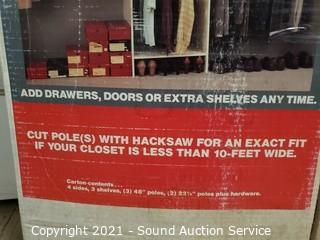 ADD DRAWERS, DOORS OR EXTRA SHELVES ANY TIME.
CUT POLE(S) WITH HACKSAW FOR AN EXACT FIT
IF YOUR CLOSET IS LESS THAN 10-FEET WIDE.
Carton contents . . .
4 sides, 3 shelves, (3) 48" poles, (2) 23¼" poles plus hardware.
Copyright 2021 - Sound Auction Service